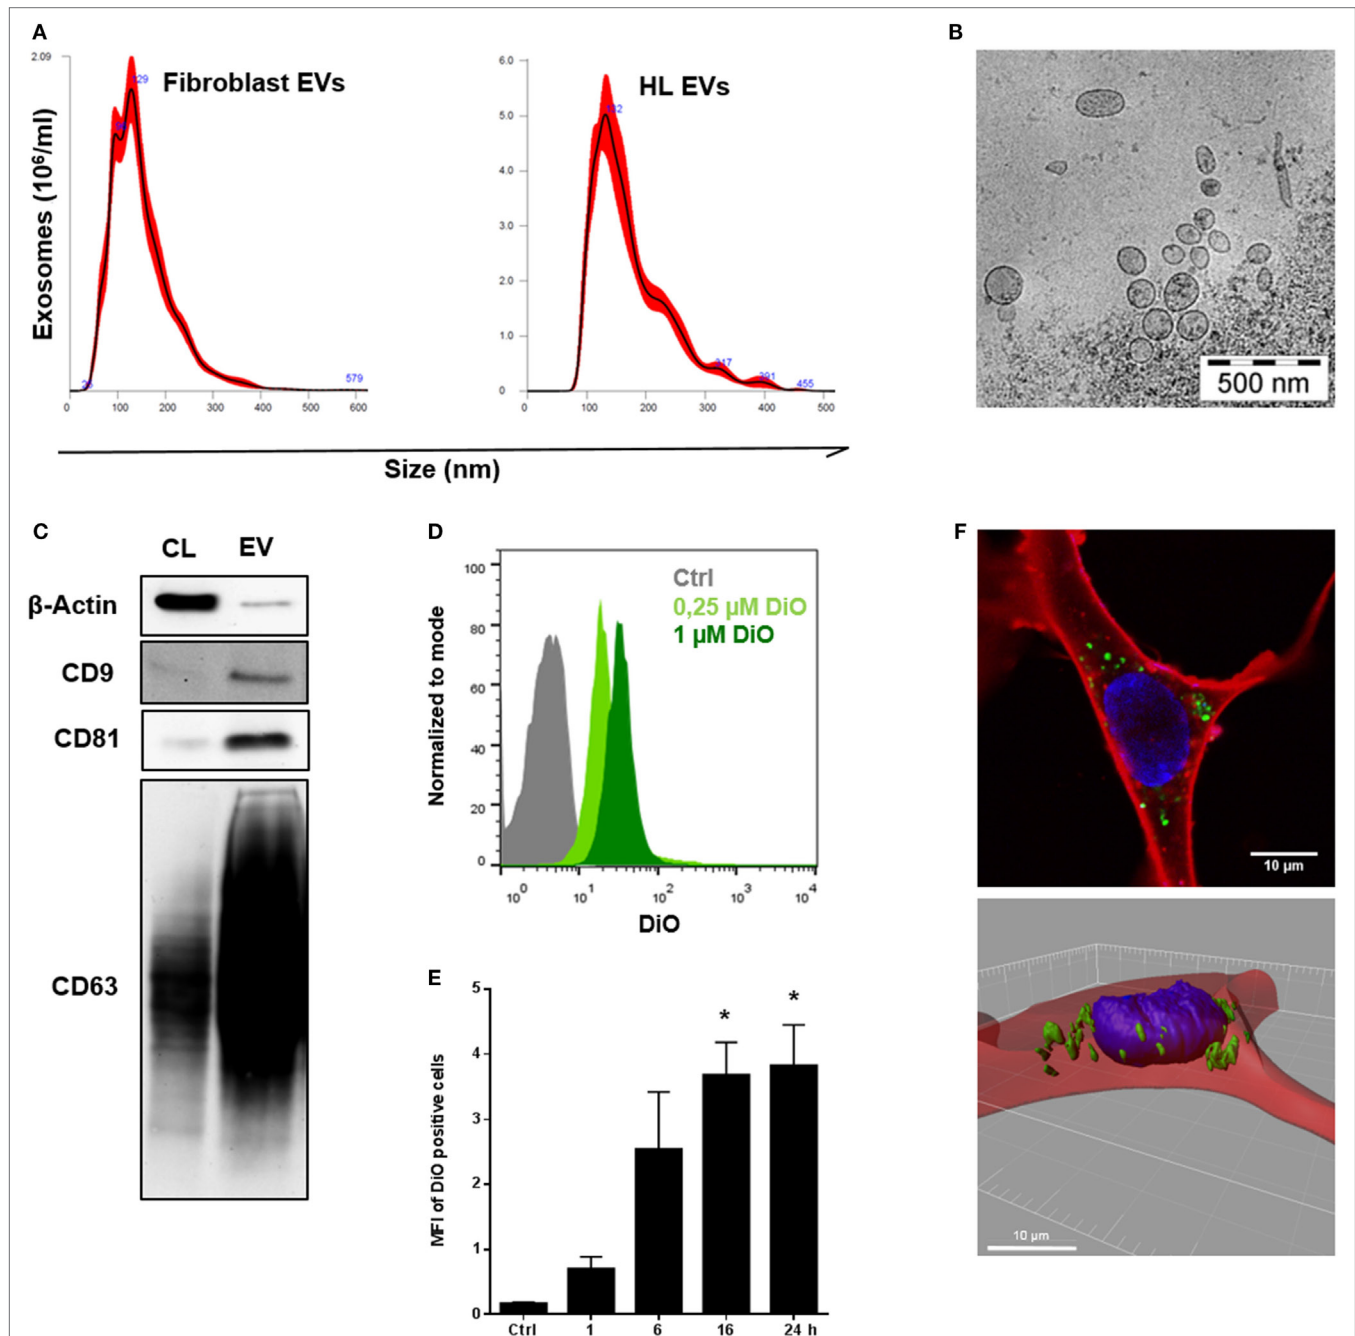 A
2.09
Fibroblast EVs
129
94
26
579
0 100 200 300 400 500 600
Exosomes (10⁶/ml)
6.0
5.0
4.0
3.0
2.0
1.0
0
HL EVs
132
317
391
455
0 100 200 300 400 500
Size (nm)
B
500 nm
C
CL EV
β-Actin
CD9
CD81
CD63
D
100
80
60
40
20
0
Normalized to mode
Ctrl
0,25 µM DiO
1 µM DiO
10⁰ 10¹ 10² 10³ 10⁴
DiO
E
5
4
3
2
1
0
MFI of DiO positive cells
* *
Ctrl 1 6 16 24 h
F
10 µm
10 µm